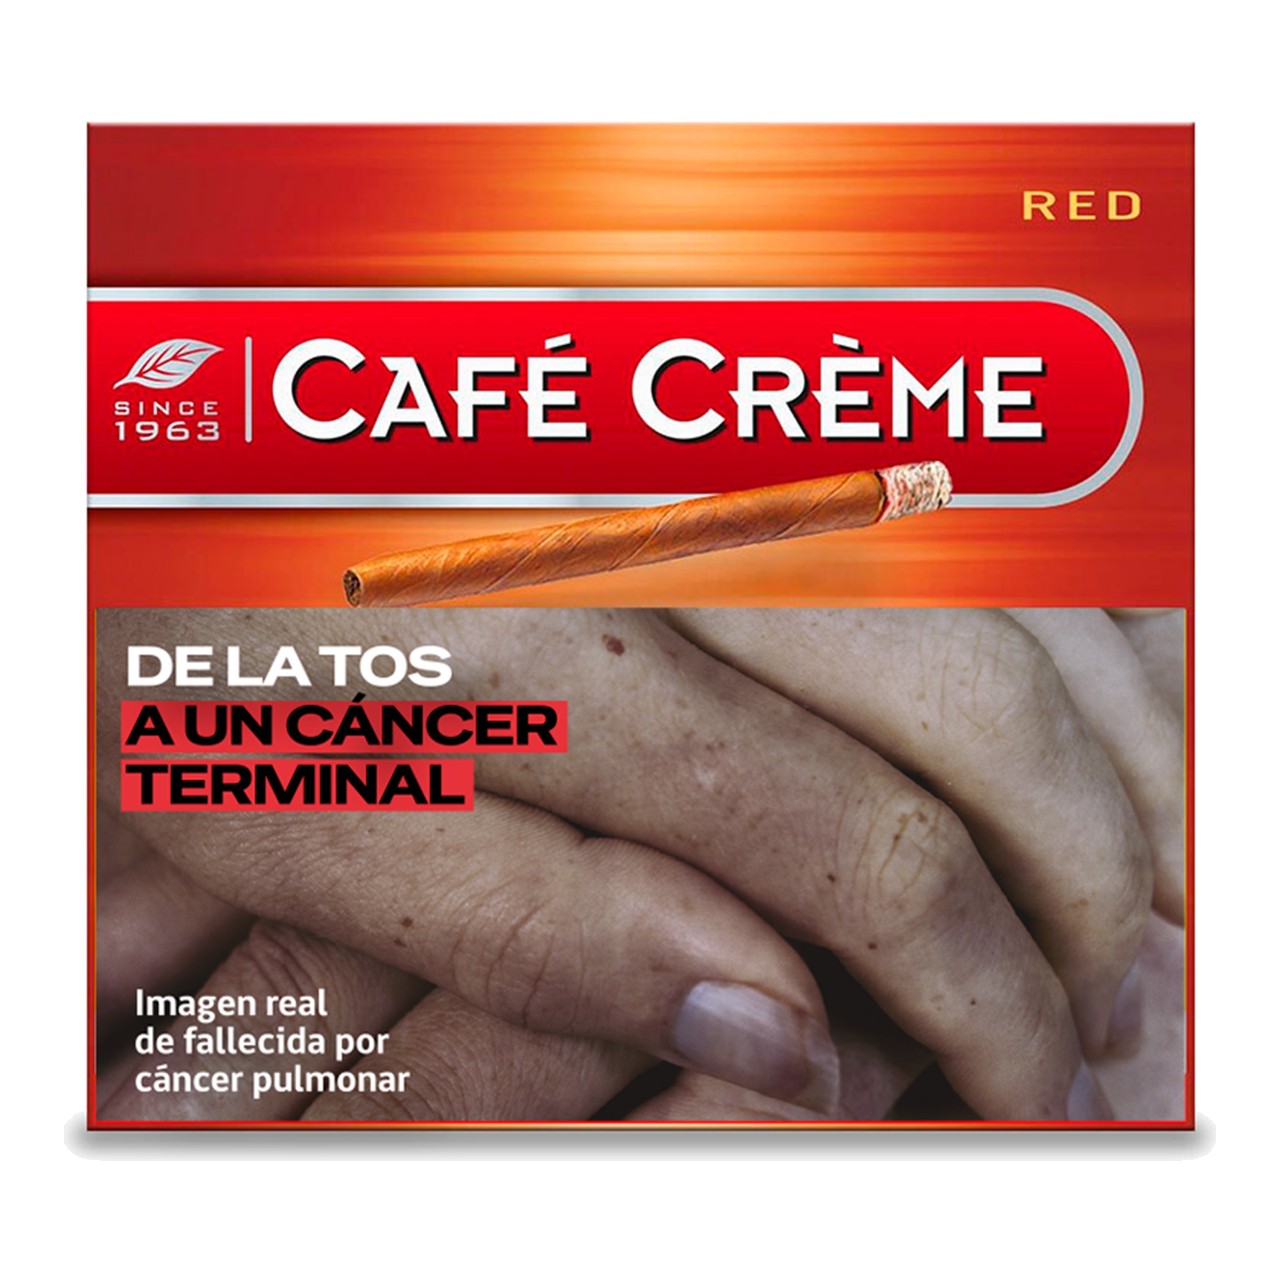 RED
SINCE
1963
CAFÉ CRÈME
DE LA TOS
A UN CÁNCER
TERMINAL
Imagen real
de fallecida por
cáncer pulmonar